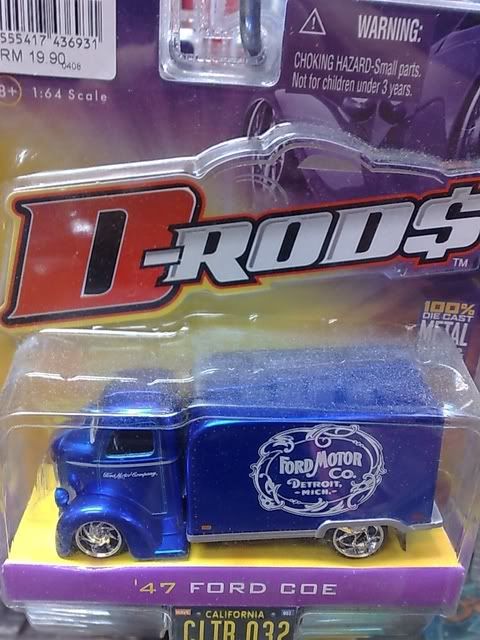 555417 436931
RM 19.90
0408
8+ 1:64 Scale
WARNING:
CHOKING HAZARD-Small parts.
Not for children under 3 years.
D-RODS
TM
100%
DIE CAST
METAL
Ford Motor Company.
FORD MOTOR
CO.
DETROIT,
-MICH.-
'47 FORD COE
CALIFORNIA
CLTR 032